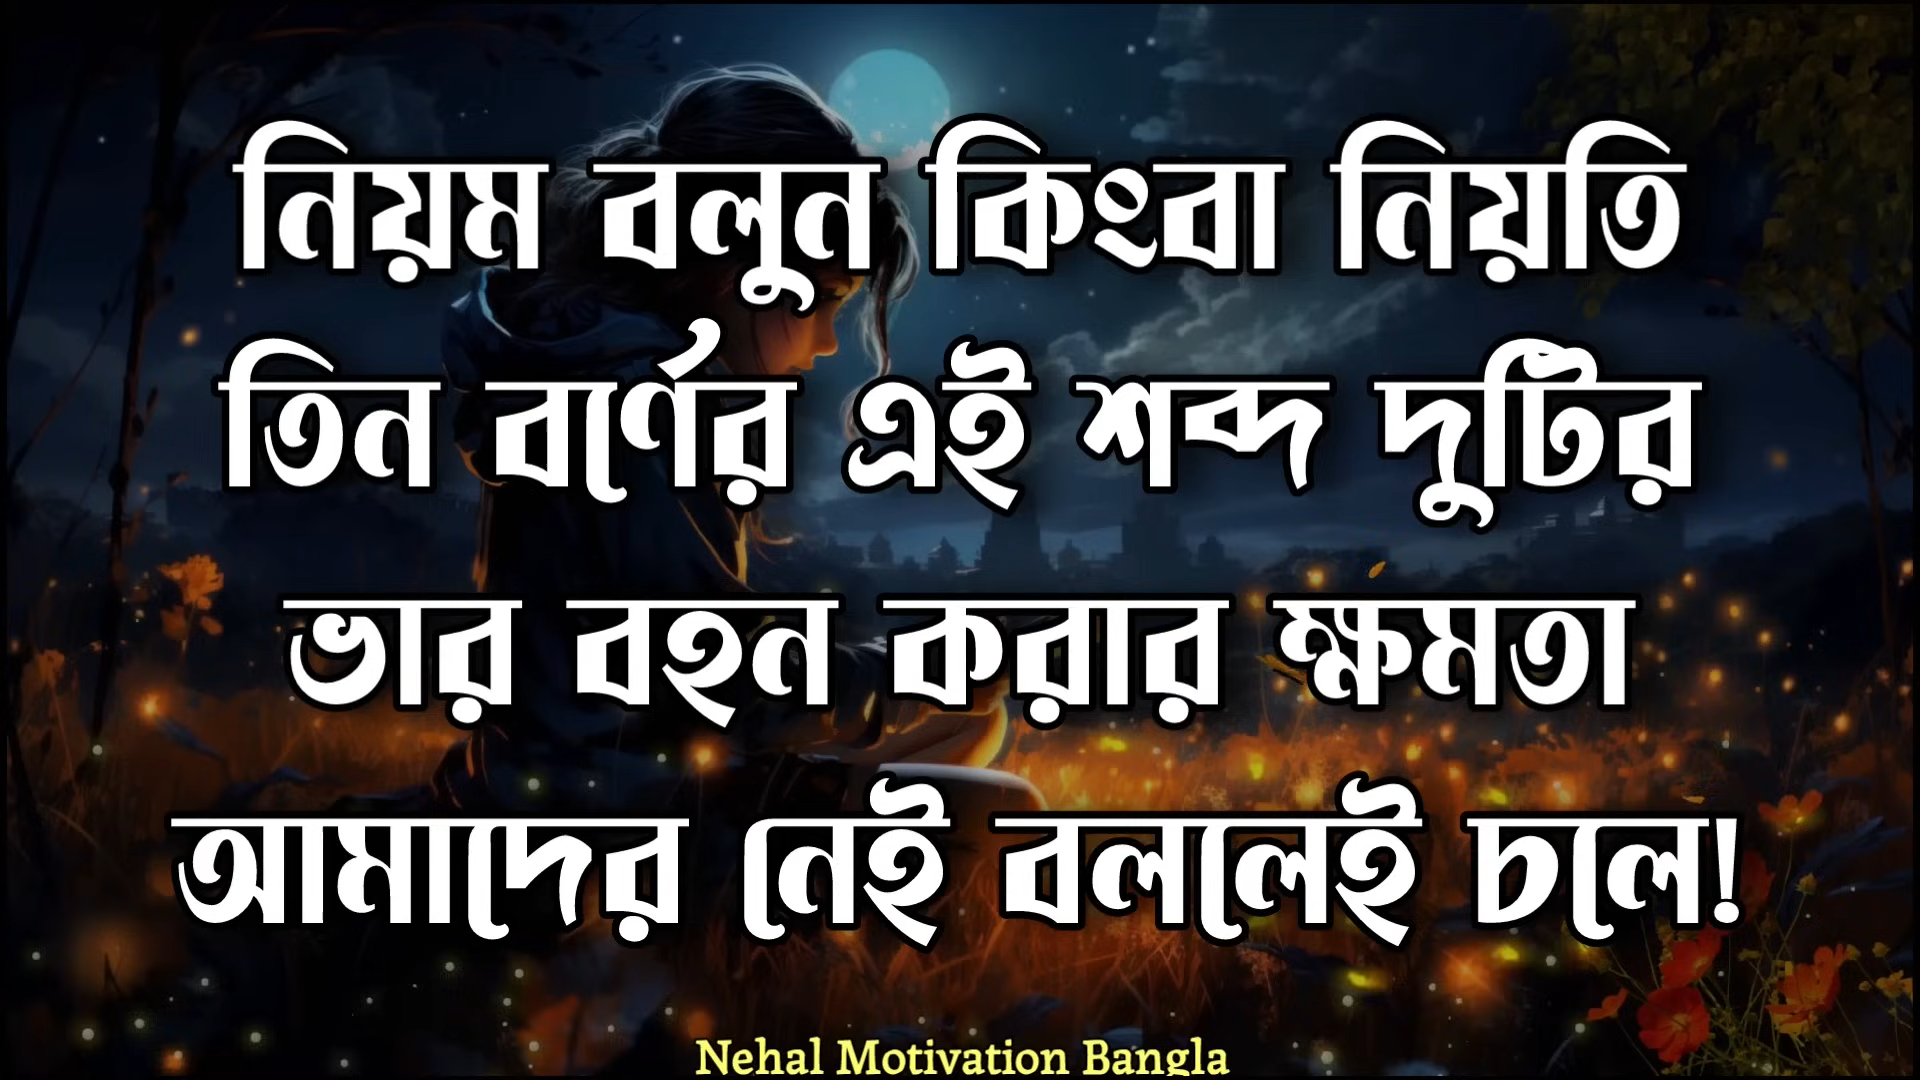 নিয়ম বলুন কিংবা নিয়তি
তিন বর্ণের এই শব্দ দুটির
ভার বহন করার ক্ষমতা
আমাদের নেই বললেই চলে!
Nehal Motivation Bangla